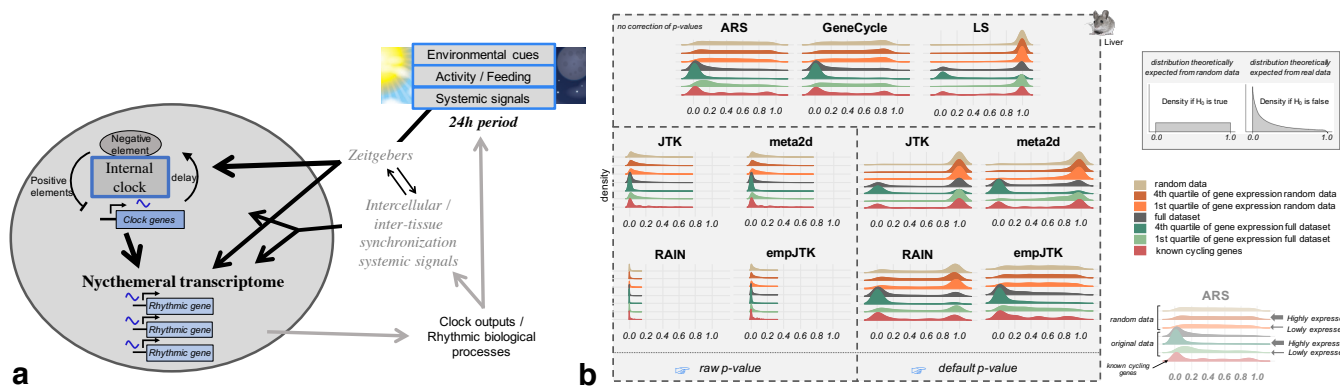 Environmental cues
Activity / Feeding
Systemic signals
24h period
Negative
element
Internal
clock
Positive
elements
delay
Clock genes
Zeitgebers
Intercellular /
inter-tissue
synchronization
systemic signals
Nycthemeral transcriptome
Rhythmic gene
Rhythmic gene
Rhythmic gene
Clock outputs /
Rhythmic biological
processes
a
no correction of p-values
ARS GeneCycle LS
Liver
0.0 0.2 0.4 0.6 0.8 1.0 0.0 0.2 0.4 0.6 0.8 1.0 0.0 0.2 0.4 0.6 0.8 1.0
density
JTK meta2d JTK meta2d
0.0 0.2 0.4 0.6 0.8 1.0 0.0 0.2 0.4 0.6 0.8 1.0 0.0 0.2 0.4 0.6 0.8 1.0 0.0 0.2 0.4 0.6 0.8 1.0
RAIN empJTK RAIN empJTK
0.0 0.2 0.4 0.6 0.8 1.0 0.0 0.2 0.4 0.6 0.8 1.0 0.0 0.2 0.4 0.6 0.8 1.0 0.0 0.2 0.4 0.6 0.8 1.0
raw p-value default p-value
b
distribution theoretically
expected from random data
Density if H0 is true
0.0 1.0
distribution theoretically
expected from real data
Density if H0 is false
0.0 1.0
random data
4th quartile of gene expression random data
1st quartile of gene expression random data
full dataset
4th quartile of gene expression full dataset
1st quartile of gene expression full dataset
known cycling genes
ARS
random data
Highly expresse
Lowly expresse
original data
Highly expresse
Lowly expresse
known cycling
genes
0.0 0.2 0.4 0.6 0.8 1.0